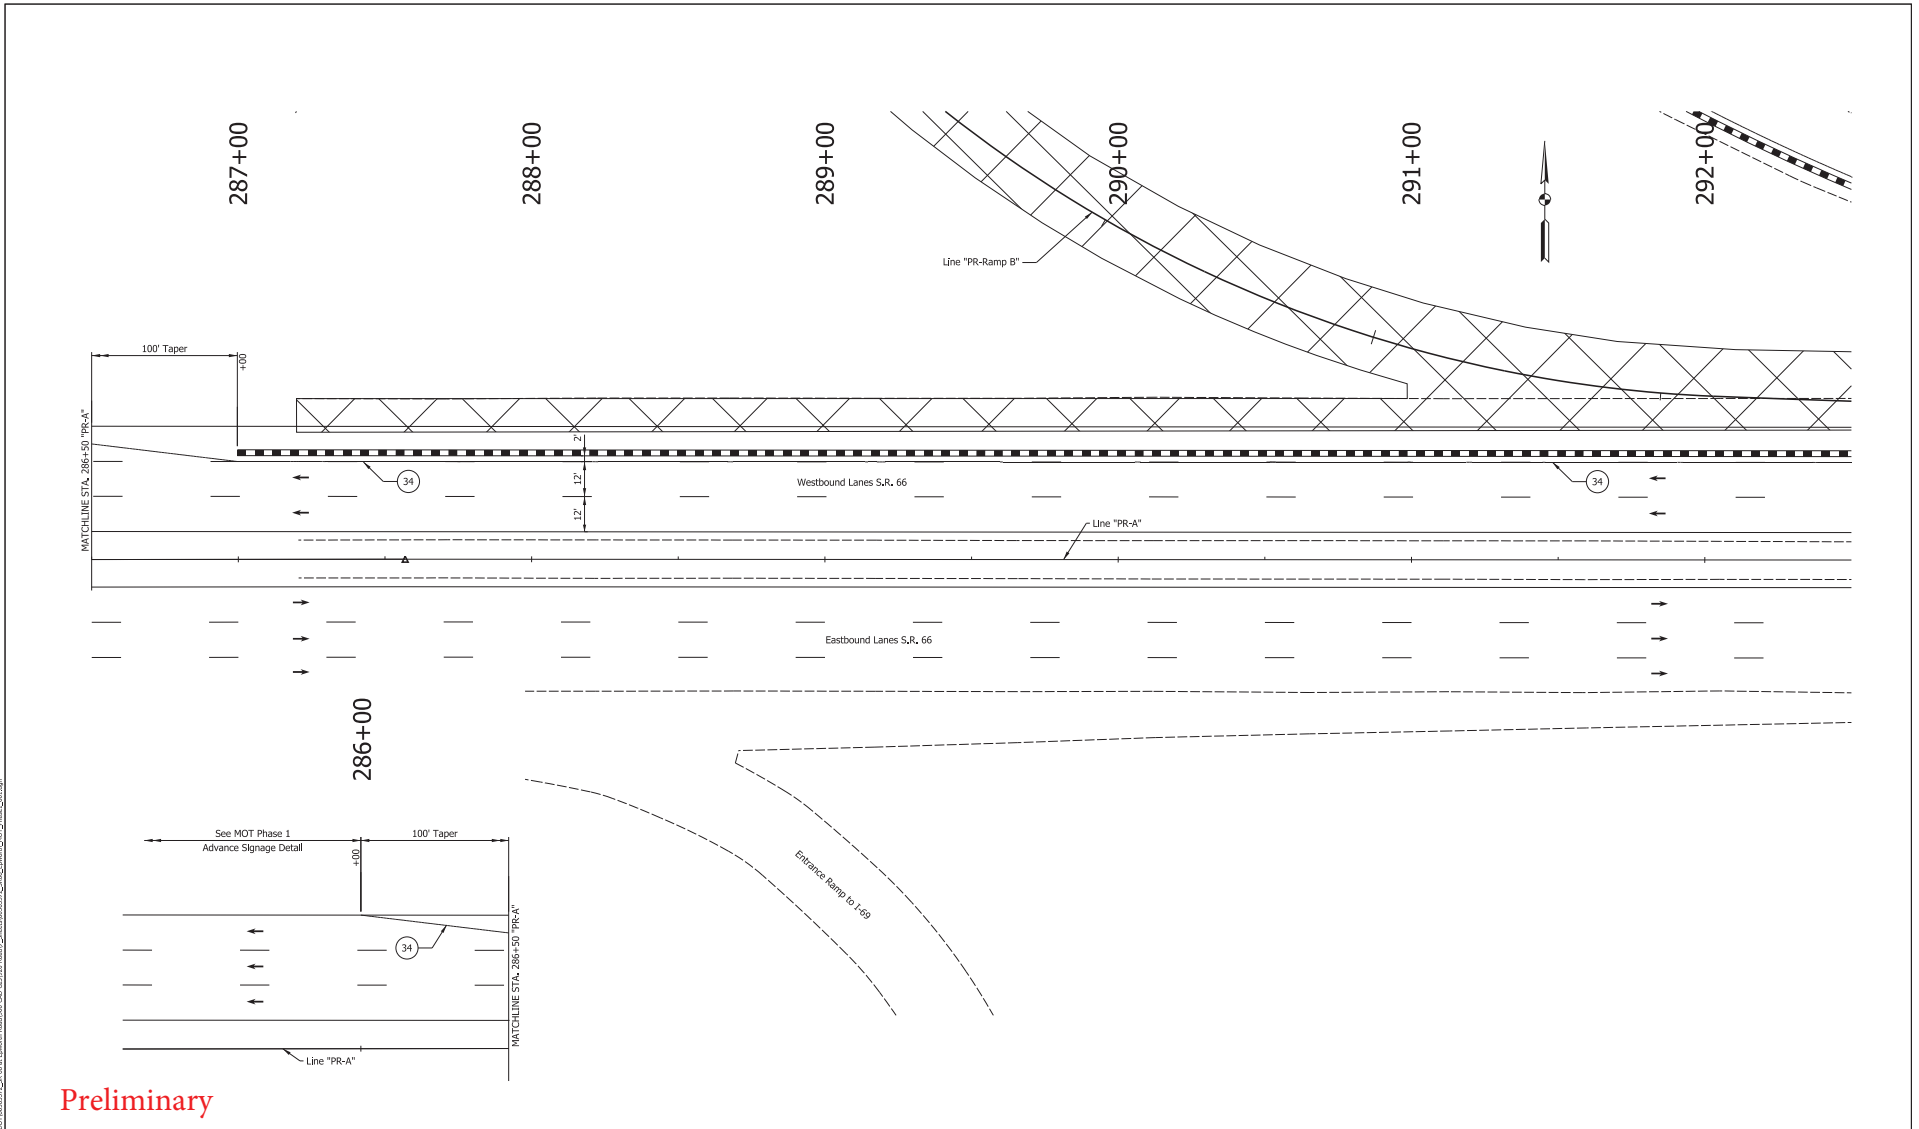 287+00
288+00
289+00
290+00
291+00
292+00
Line "PR-Ramp B"
100' Taper
+00
MATCHLINE STA. 286+50 "PR-A"
2'
12'
12'
34
Westbound Lanes S.R. 66
34
Line "PR-A"
Eastbound Lanes S.R. 66
286+00
See MOT Phase 1
Advance Signage Detail
100' Taper
+00
Entrance Ramp to I-69
34
MATCHLINE STA. 286+50 "PR-A"
Line "PR-A"
Preliminary